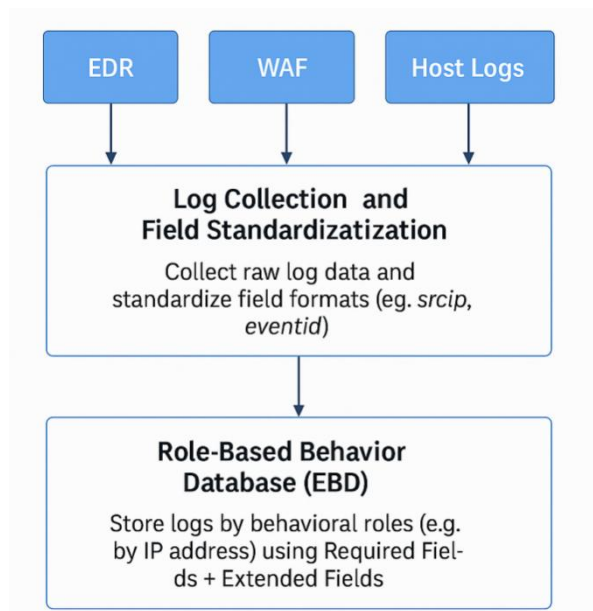 EDR
WAF
Host Logs
Log Collection and
Field Standardizatization
Collect raw log data and
standardize field formats (eg. srcip,
eventid)
Role-Based Behavior
Database (EBD)
Store logs by behavioral roles (e.g.
by IP address) using Required Fiel-
ds + Extended Fields